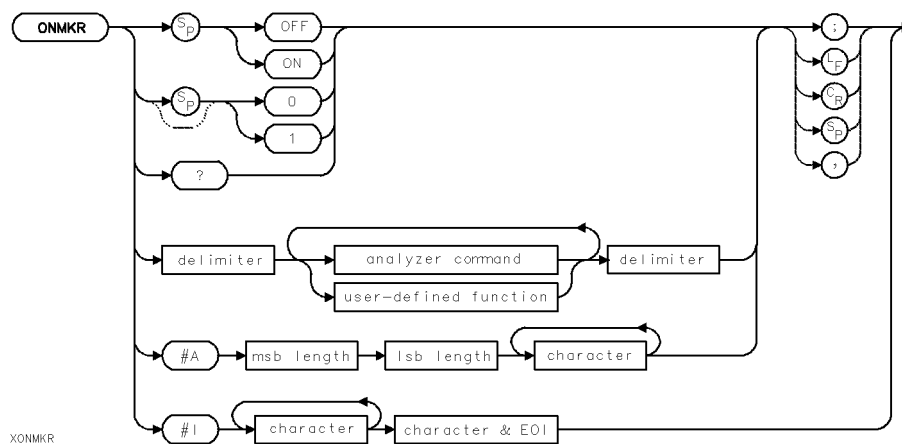 ONMKR
SP
OFF
ON
SP
0
1
?
;
LF
CR
SP
,
delimiter
analyzer command
user-defined function
delimiter
#A
msb length
lsb length
character
#I
character
character & EOI
XONMKR